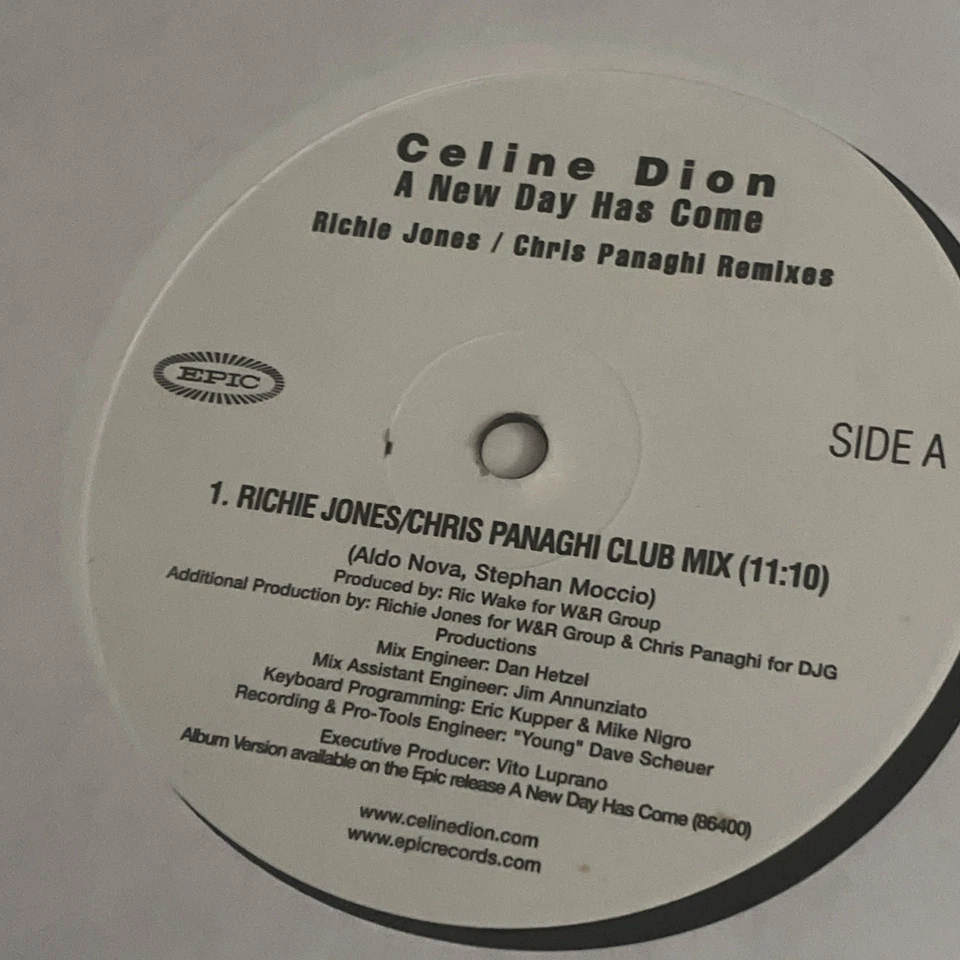 Celine Dion
A New Day Has Come
Richie Jones / Chris Panaghi Remixes
EPIC
SIDE A
1. RICHIE JONES/CHRIS PANAGHI CLUB MIX (11:10)
(Aldo Nova, Stephan Moccio)
Produced by: Ric Wake for W&R Group
Additional Production by: Richie Jones for W&R Group & Chris Panaghi for DJG
Productions
Mix Engineer: Dan Hetzel
Mix Assistant Engineer: Jim Annunziato
Keyboard Programming: Eric Kupper & Mike Nigro
Recording & Pro-Tools Engineer: "Young" Dave Scheuer
Executive Producer: Vito Luprano
Album Version available on the Epic release A New Day Has Come (86400)
www.celinedion.com
www.epicrecords.com